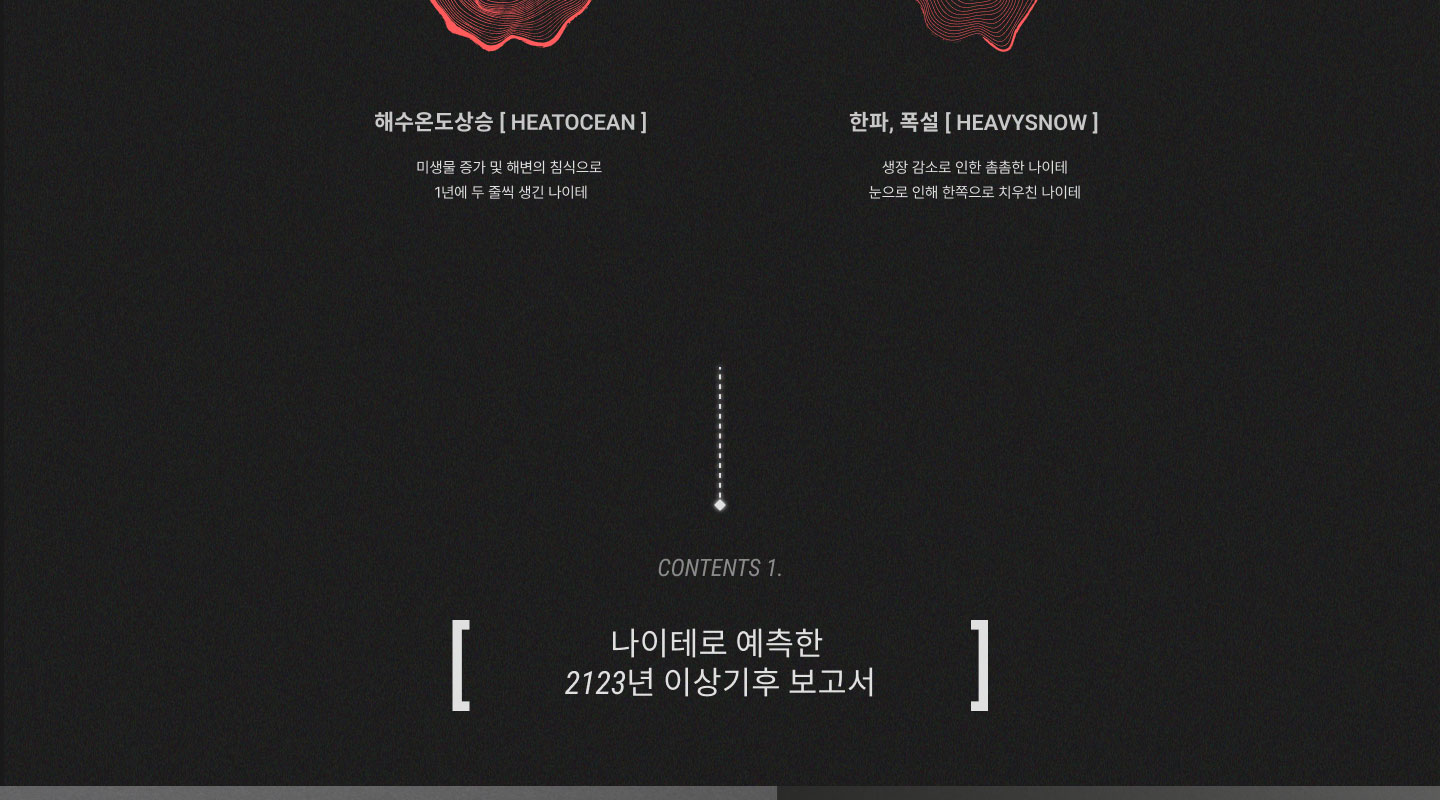 해수온도상승 [ HEATOCEAN ]
미생물 증가 및 해변의 침식으로
1년에 두 줄씩 생긴 나이테
한파, 폭설 [ HEAVYSNOW ]
생장 감소로 인한 촘촘한 나이테
눈으로 인해 한쪽으로 치우친 나이테
CONTENTS 1.
[ 나이테로 예측한
2123년 이상기후 보고서 ]